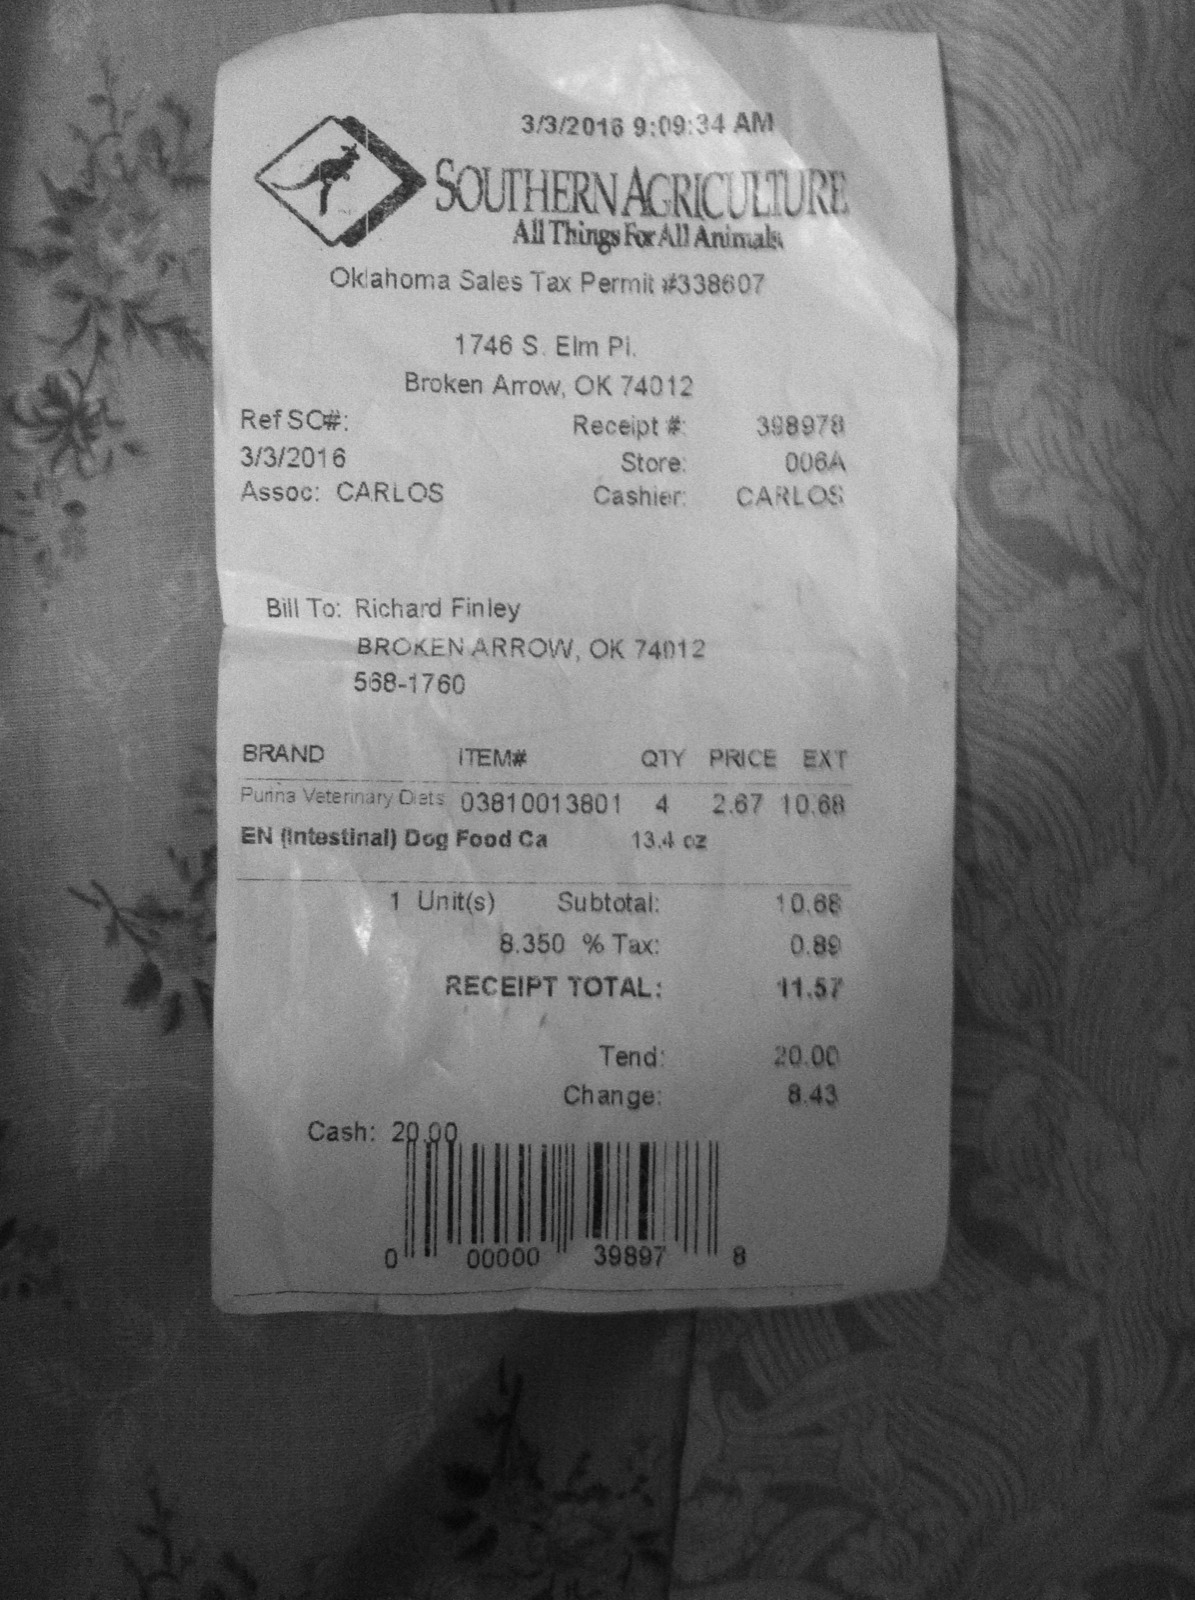 3/3/2016 9:09:34 AM
SOUTHERN AGRICULTURE
All Things For All Animals
Oklahoma Sales Tax Permit #338607
1746 S. Elm Pl.
Broken Arrow, OK 74012
Ref SO#: Receipt #: 398978
3/3/2016 Store: 006A
Assoc: CARLOS Cashier: CARLOS
Bill To: Richard Finley
BROKEN ARROW, OK 74012
568-1760
BRAND ITEM# QTY PRICE EXT
Purina Veterinary Diets 03810013801 4 2.67 10.68
EN (Intestinal) Dog Food Ca 13.4 oz
1 Unit(s) Subtotal: 10.68
8.350 % Tax: 0.89
RECEIPT TOTAL: 11.57
Tend: 20.00
Change: 8.43
Cash: 20.00
0 00000 39897 8